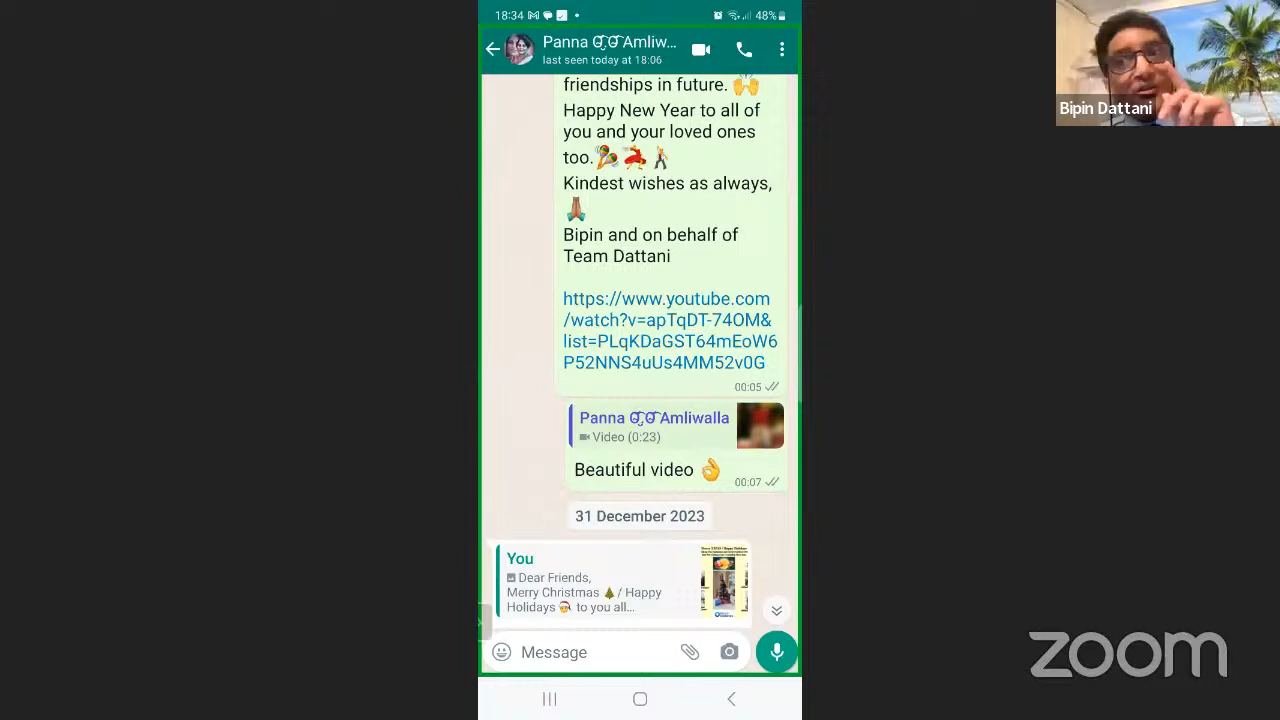 18:34
48%
Panna Amliw...
last seen today at 18:06
Bipin Dattani
friendships in future. 🙌
Happy New Year to all of
you and your loved ones
too.🪇💃🕺
Kindest wishes as always,
🙏🏽
Bipin and on behalf of
Team Dattani
https://www.youtube.com
/watch?v=apTqDT-74OM&
list=PLqKDaGST64mEoW6
P52NNS4uUs4MM52v0G
00:05
Panna Amliwalla
Video (0:23)
Beautiful video 👌
00:07
31 December 2023
You
Dear Friends,
Merry Christmas 🎄 / Happy
Holidays 🎅 to you all...
Message
zoom